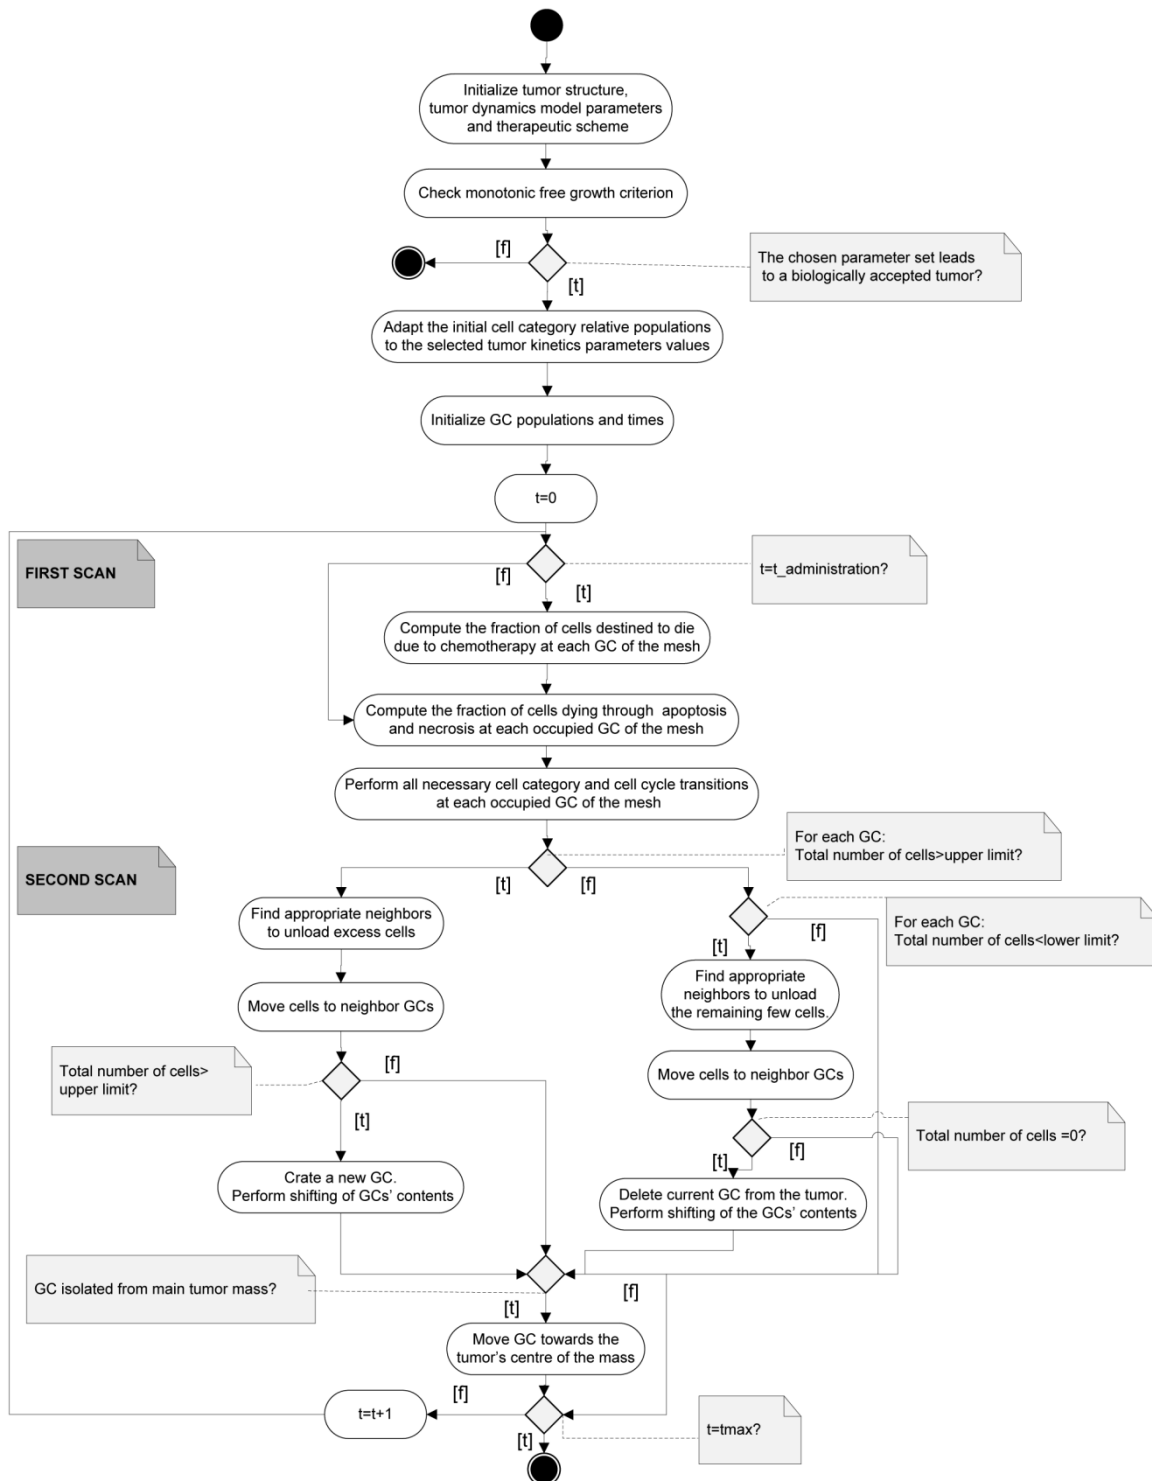 Initialize tumor structure,
tumor dynamics model parameters
and therapeutic scheme
Check monotonic free growth criterion
[f]
[t]
The chosen parameter set leads
to a biologically accepted tumor?
Adapt the initial cell category relative populations
to the selected tumor kinetics parameters values
Initialize GC populations and times
t=0
FIRST SCAN
[f]
[t]
t=t_administration?
Compute the fraction of cells destined to die
due to chemotherapy at each GC of the mesh
Compute the fraction of cells dying through apoptosis
and necrosis at each occupied GC of the mesh
Perform all necessary cell category and cell cycle transitions
at each occupied GC of the mesh
For each GC:
Total number of cells>upper limit?
SECOND SCAN
[t]
[f]
Find appropriate neighbors
to unload excess cells
[t]
[f]
For each GC:
Total number of cells<lower limit?
Move cells to neighbor GCs
Find appropriate
neighbors to unload
the remaining few cells.
Total number of cells>
upper limit?
[f]
[t]
Move cells to neighbor GCs
Total number of cells =0?
[t]
[f]
Crate a new GC.
Perform shifting of GCs' contents
Delete current GC from the tumor.
Perform shifting of the GCs' contents
GC isolated from main tumor mass?
[t]
[f]
Move GC towards the
tumor's centre of the mass
[f]
t=t+1
[t]
t=tmax?